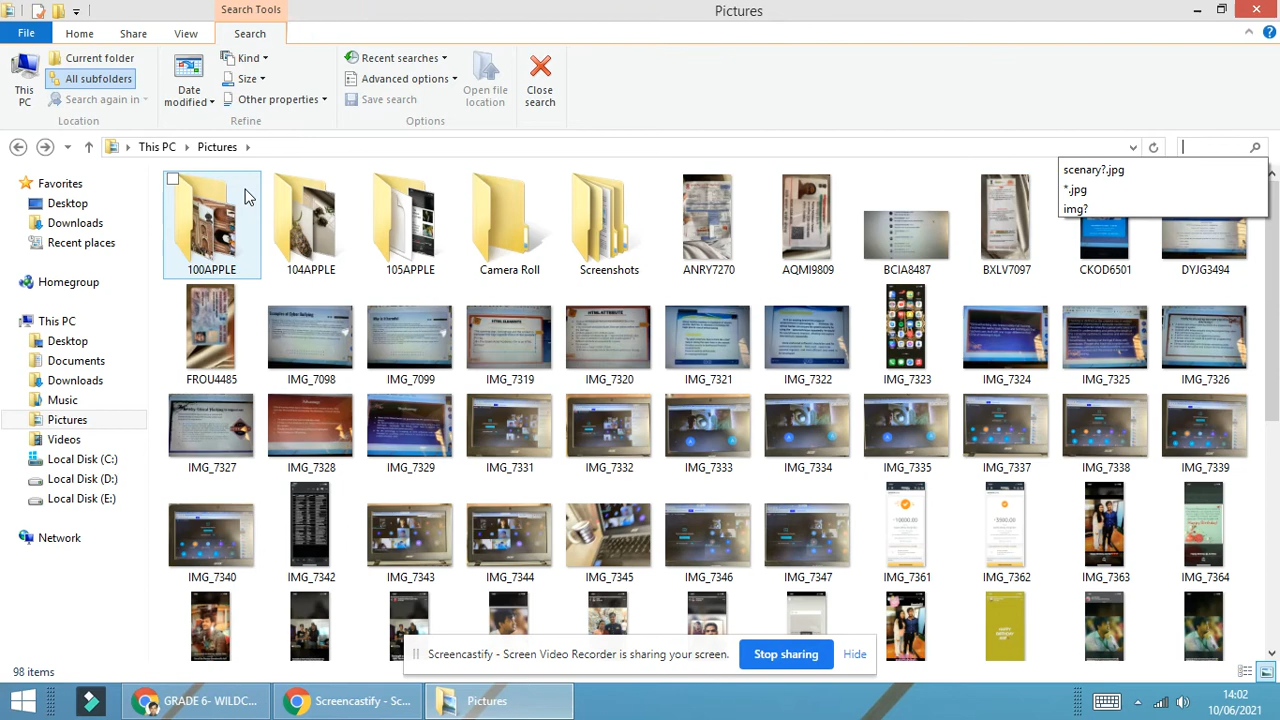 Search Tools
Pictures
File
Home
Share
View
Search
This PC
Current folder
All subfolders
Search again in
Location
Date modified
Kind
Size
Other properties
Refine
Recent searches
Advanced options
Save search
Options
Open file location
Close search
This PC
Pictures
scenary?.jpg
*.jpg
img?
Favorites
Desktop
Downloads
Recent places
Homegroup
This PC
Desktop
Documents
Downloads
Music
Pictures
Videos
Local Disk (C:)
Local Disk (D:)
Local Disk (E:)
Network
100APPLE
104APPLE
105APPLE
Camera Roll
Screenshots
ANRY7270
AQMI9809
BCIA8487
BXLV7097
CKOD6501
DYJG3494
FROU4485
IMG_7098
IMG_7099
IMG_7319
IMG_7320
IMG_7321
IMG_7322
IMG_7323
IMG_7324
IMG_7325
IMG_7326
IMG_7327
IMG_7328
IMG_7329
IMG_7331
IMG_7332
IMG_7333
IMG_7334
IMG_7335
IMG_7337
IMG_7338
IMG_7339
IMG_7340
IMG_7342
IMG_7343
IMG_7344
IMG_7345
IMG_7346
IMG_7347
IMG_7361
IMG_7362
IMG_7363
IMG_7364
Screencastify - Screen Video Recorder is sharing your screen.
Stop sharing
Hide
98 items
GRADE 6- WILDC...
Screencastify - Sc...
Pictures
14:02
10/06/2021